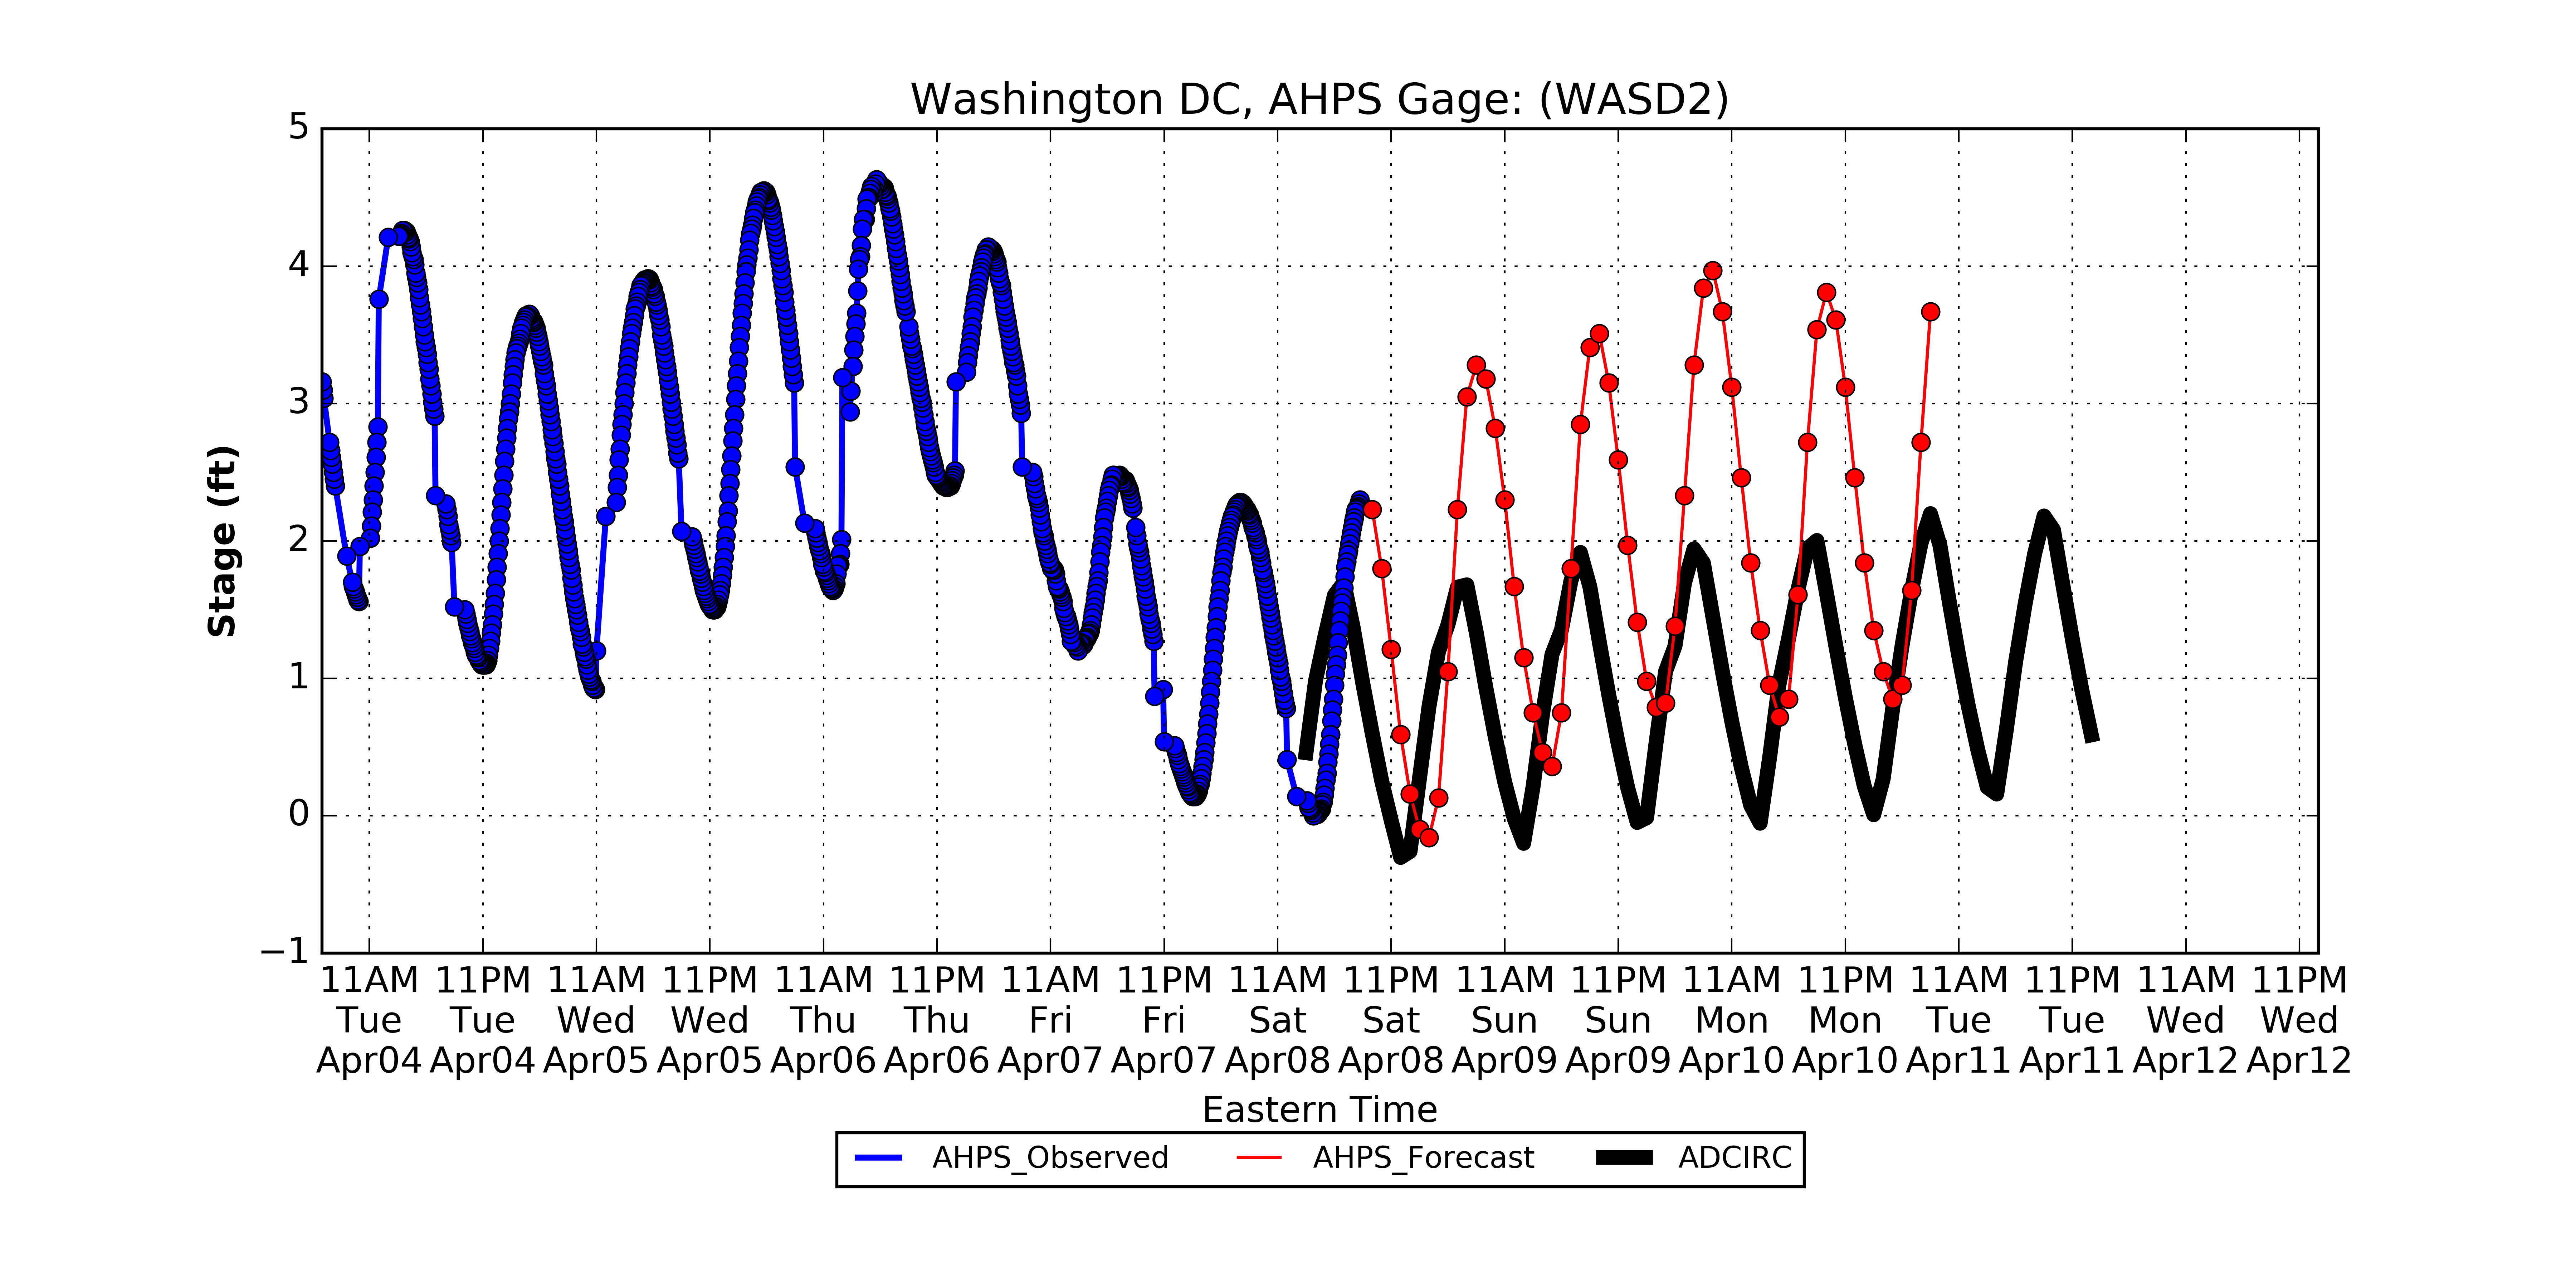 Washington DC, AHPS Gage: (WASD2)
5
4
3
2
1
0
−1
Stage (ft)
11AM 11PM 11AM 11PM 11AM 11PM 11AM 11PM 11AM 11PM 11AM 11PM 11AM 11PM 11AM 11PM 11AM 11PM
Tue Tue Wed Wed Thu Thu Fri Fri Sat Sat Sun Sun Mon Mon Tue Tue Wed Wed
Apr04 Apr04 Apr05 Apr05 Apr06 Apr06 Apr07 Apr07 Apr08 Apr08 Apr09 Apr09 Apr10 Apr10 Apr11 Apr11 Apr12 Apr12
Eastern Time
AHPS_Observed AHPS_Forecast ADCIRC